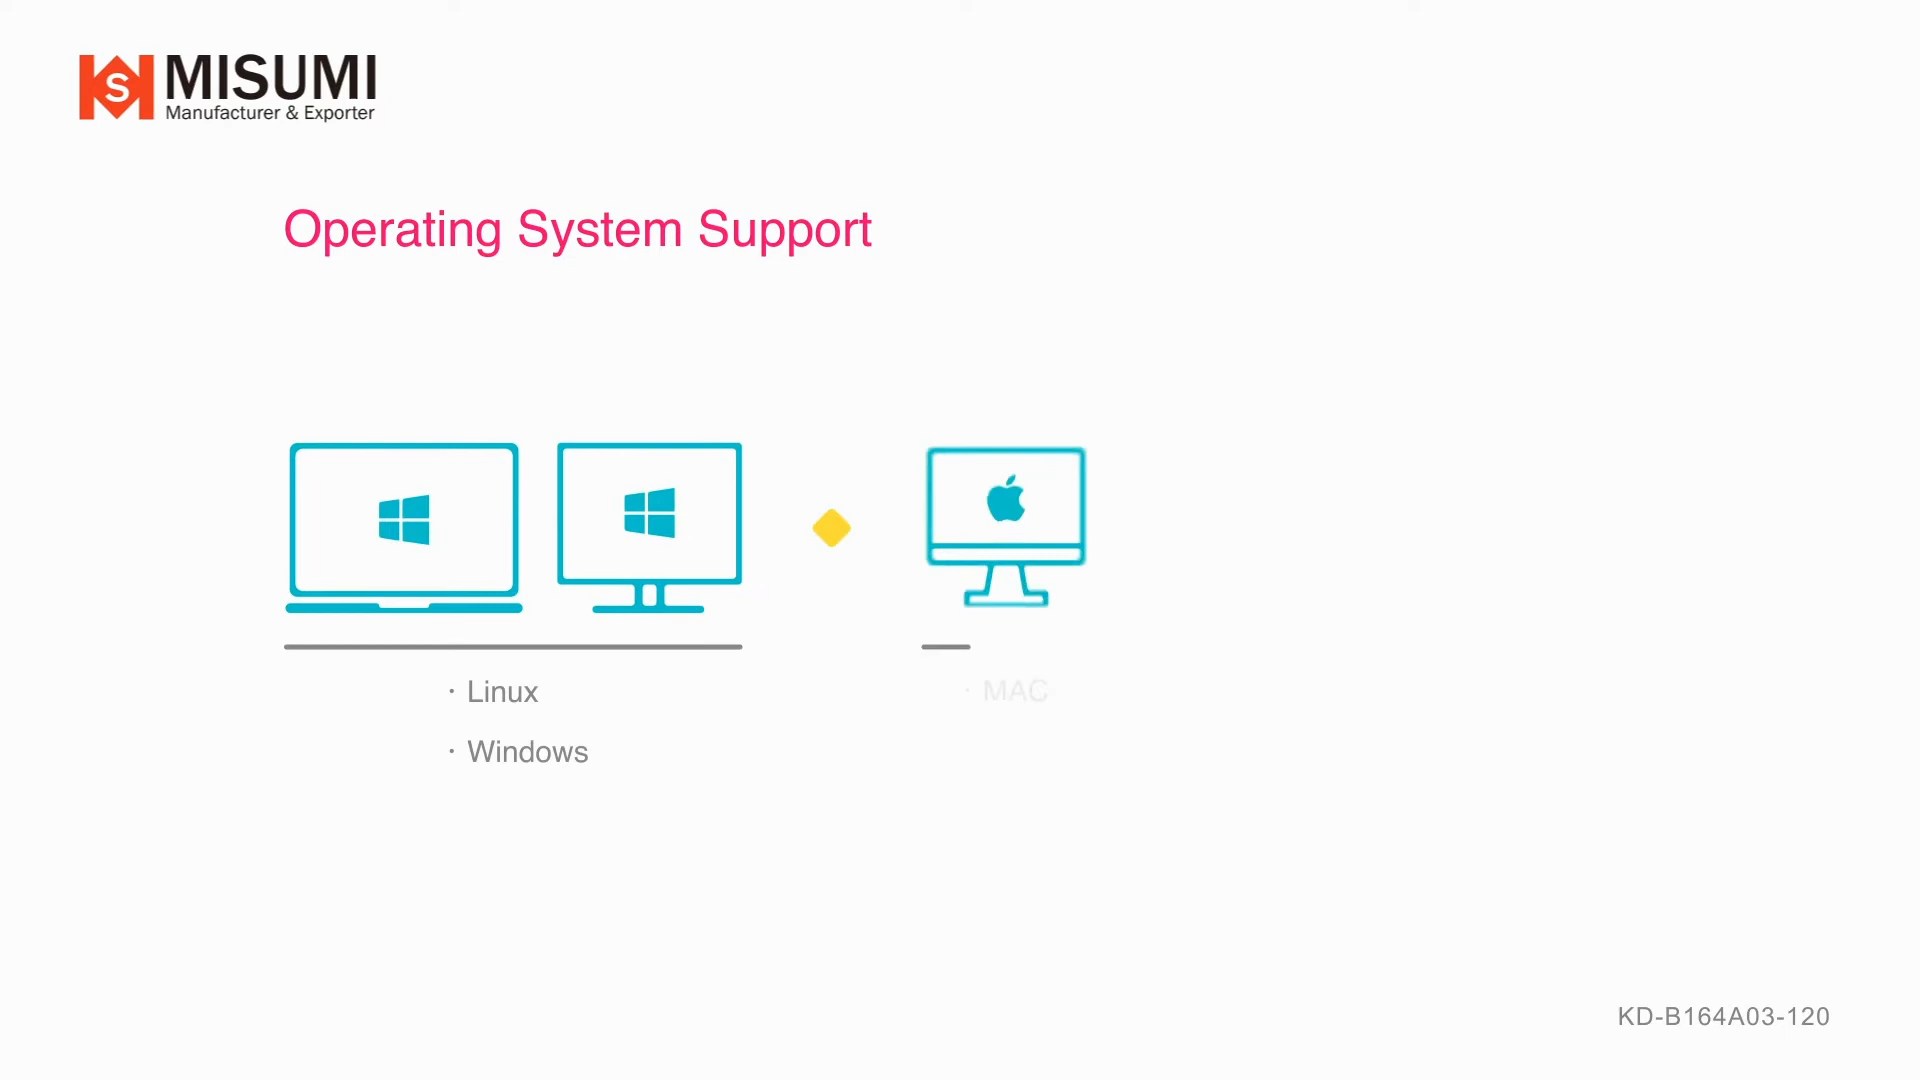 S
MISUMI
Manufacturer & Exporter
Operating System Support
· Linux
· Windows
· MAC
KD-B164A03-120